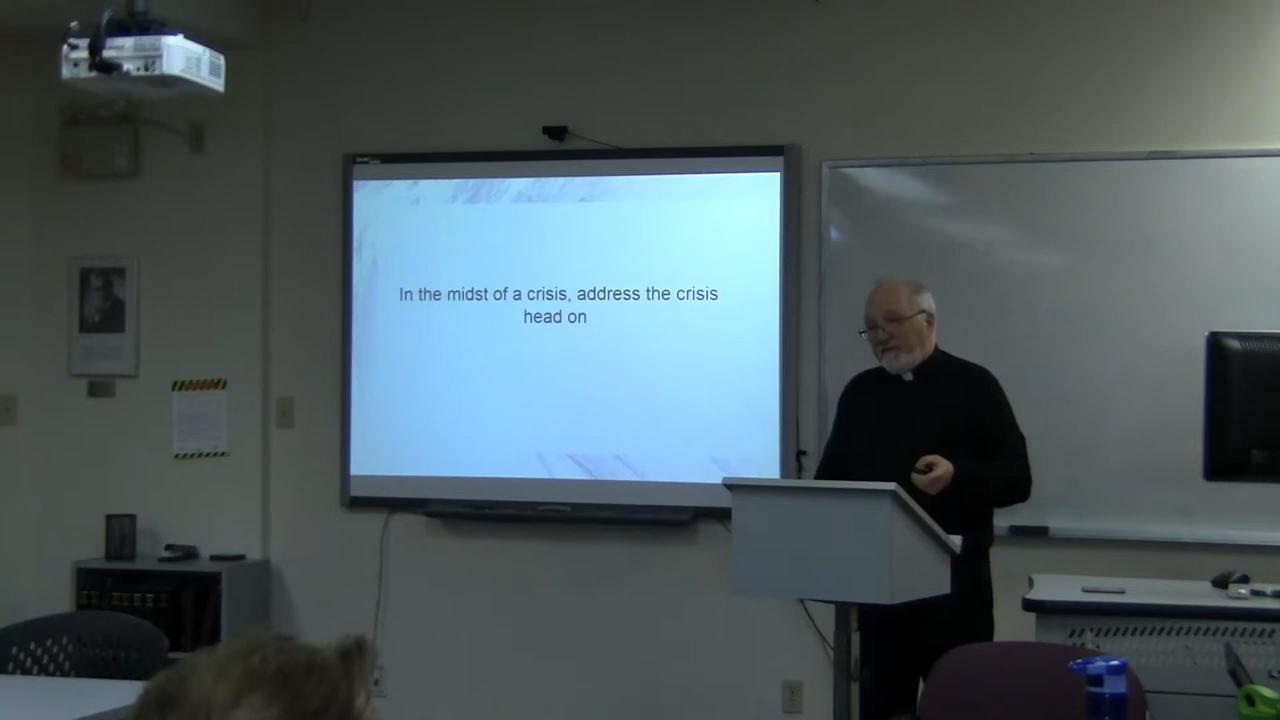 In the midst of a crisis, address the crisis
head on